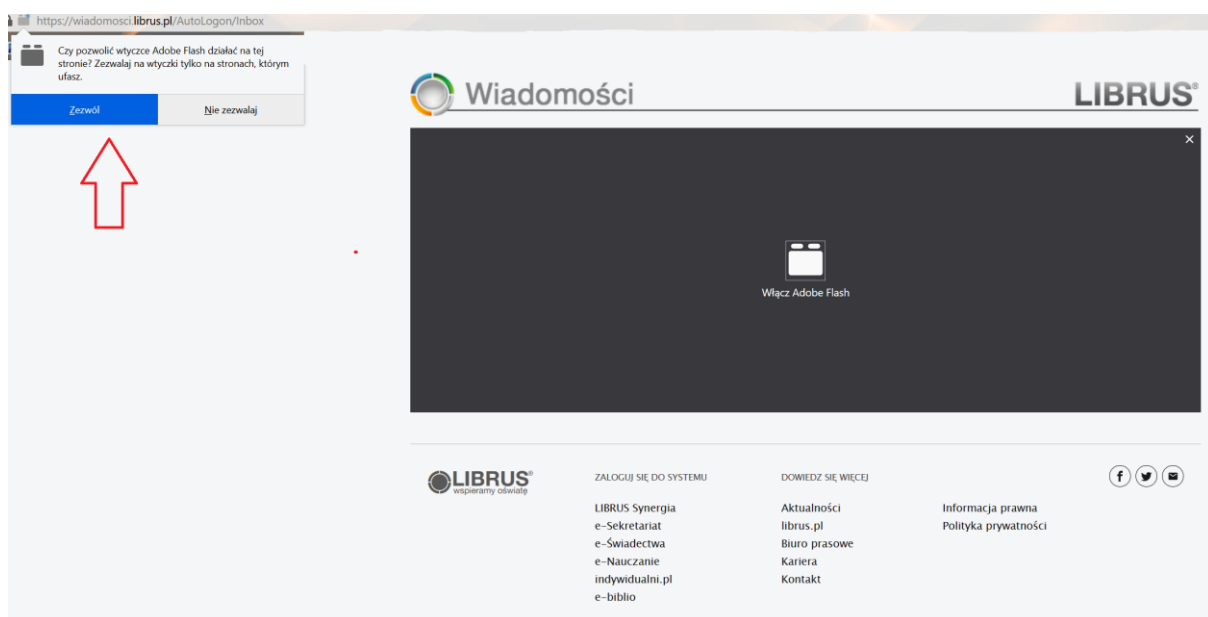 https://wiadomosci.librus.pl/AutoLogon/Inbox
Czy pozwolić wtyczce Adobe Flash działać na tej
stronie? Zezwalaj na wtyczki tylko na stronach, którym
ufasz.
Zezwól
Nie zezwalaj
Wiadomości
LIBRUS®
Włącz Adobe Flash
LIBRUS®
wspieramy oświatę
ZALOGUJ SIĘ DO SYSTEMU
LIBRUS Synergia
e-Sekretariat
e-Świadectwa
e-Nauczanie
indywidualni.pl
e-biblio
DOWIEDZ SIĘ WIĘCEJ
Aktualności
librus.pl
Biuro prasowe
Kariera
Kontakt
Informacja prawna
Polityka prywatności